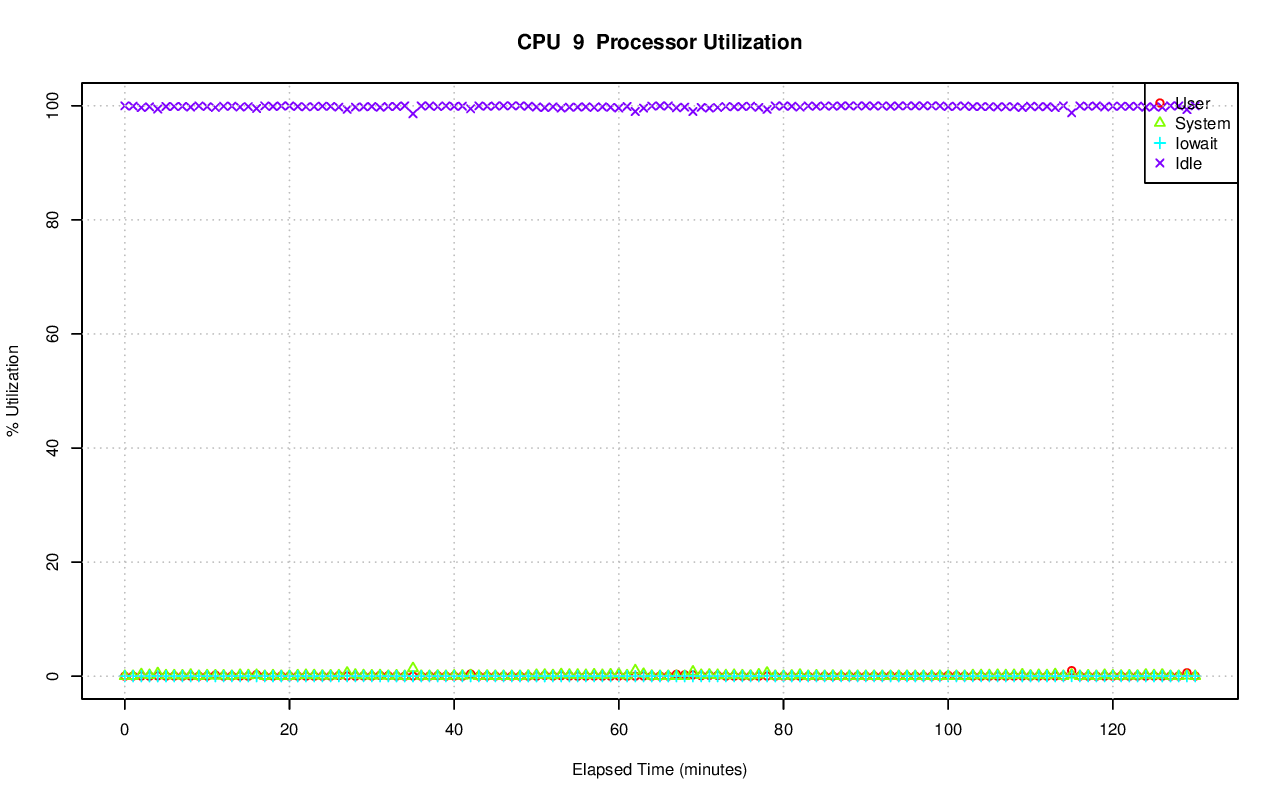 CPU 9 Processor Utilization
100
80
60
40
20
0
% Utilization
User
System
Iowait
Idle
0 20 40 60 80 100 120
Elapsed Time (minutes)